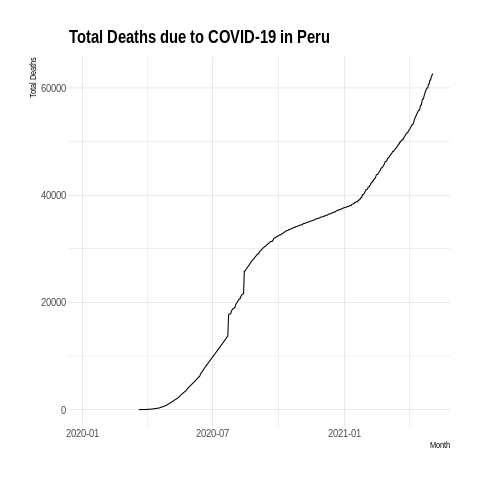 Total Deaths due to COVID-19 in Peru
Total Deaths
60000
40000
20000
0
2020-01
2020-07
2021-01
Month